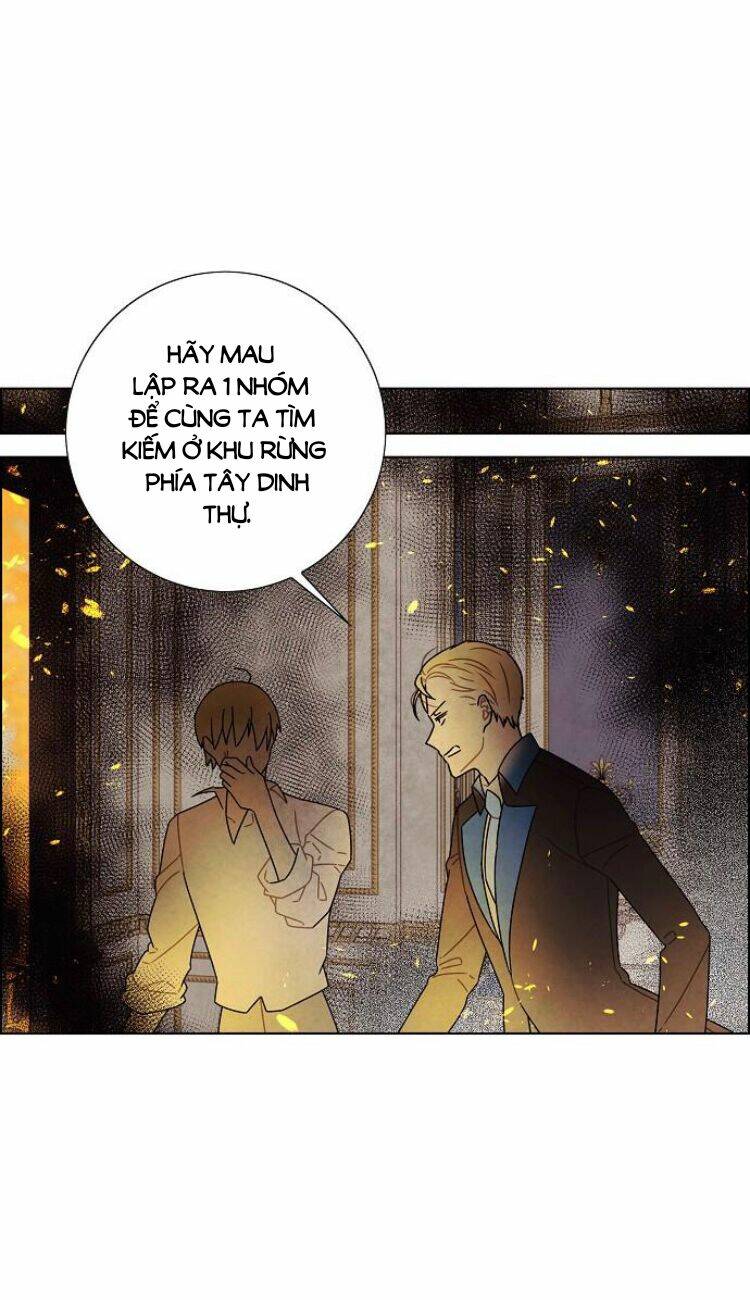 HÃY MAU
LẬP RA 1 NHÓM
ĐỂ CÙNG TA TÌM
KIẾM Ở KHU RỪNG
PHÍA TÂY DINH
THỰ.